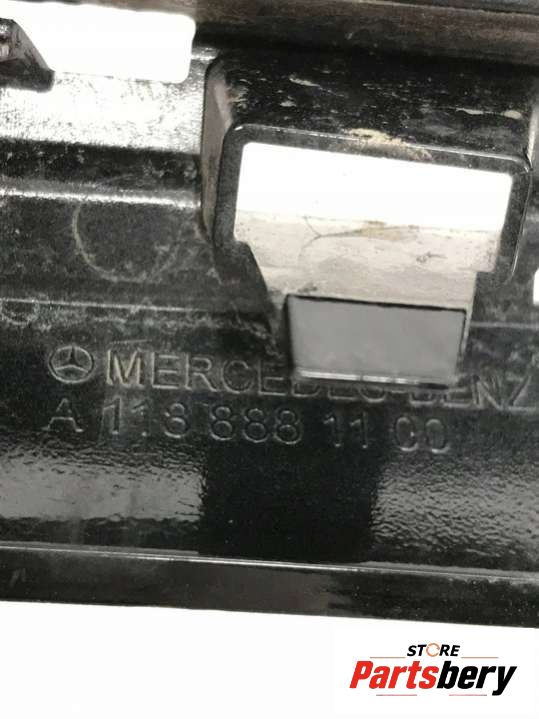 MERCEDES-BENZ
A 118 888 11 00
STORE
Partsbery